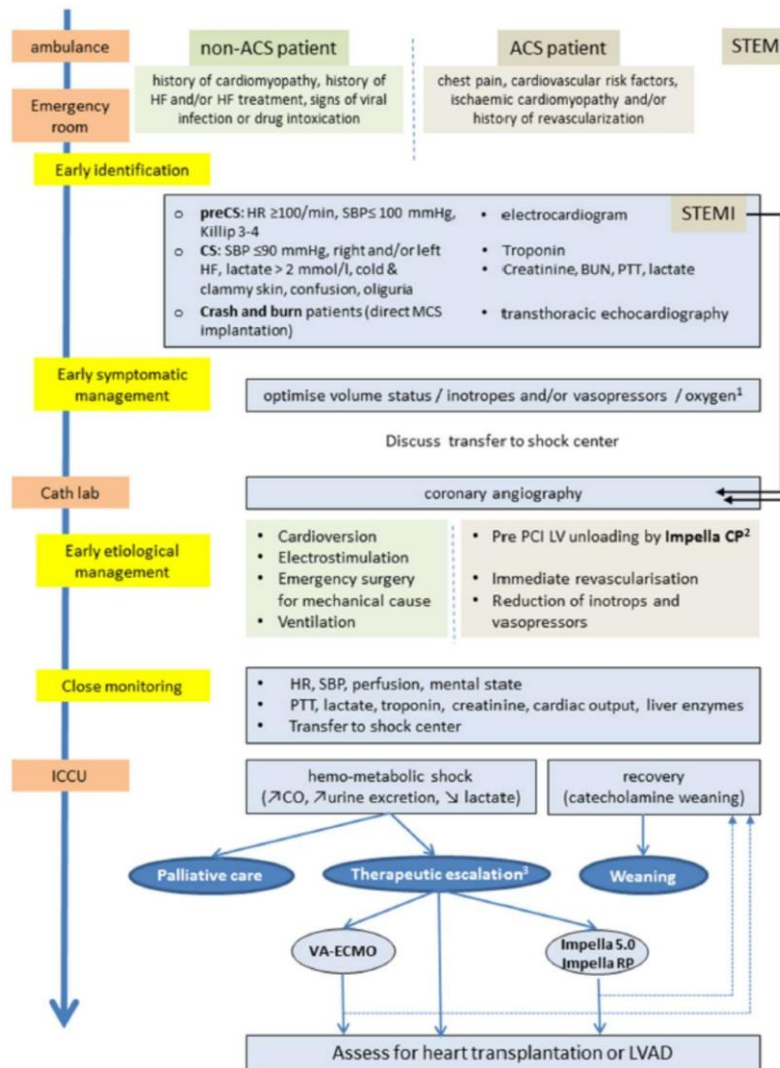 ambulance
non-ACS patient
ACS patient
STEMI
history of cardiomyopathy, history of
HF and/or HF treatment, signs of viral
infection or drug intoxication
chest pain, cardiovascular risk factors,
ischaemic cardiomyopathy and/or
history of revascularization
Emergency
room
Early identification
o preCS: HR ≥100/min, SBP≤ 100 mmHg,
Killip 3-4
o CS: SBP ≤90 mmHg, right and/or left
HF, lactate > 2 mmol/l, cold &
clammy skin, confusion, oliguria
o Crash and burn patients (direct MCS
implantation)
• electrocardiogram
STEMI
• Troponin
• Creatinine, BUN, PTT, lactate
• transthoracic echocardiography
Early symptomatic
management
optimise volume status / inotropes and/or vasopressors / oxygen¹
Discuss transfer to shock center
Cath lab
coronary angiography
Early etiological
management
• Cardioversion
• Electrostimulation
• Emergency surgery
for mechanical cause
• Ventilation
• Pre PCI LV unloading by Impella CP²
• Immediate revascularisation
• Reduction of inotrops and
vasopressors
Close monitoring
• HR, SBP, perfusion, mental state
• PTT, lactate, troponin, creatinine, cardiac output, liver enzymes
• Transfer to shock center
ICCU
hemo-metabolic shock
(↗CO, ↗urine excretion, ↘ lactate)
recovery
(catecholamine weaning)
Palliative care
Therapeutic escalation³
Weaning
VA-ECMO
Impella 5.0
Impella RP
Assess for heart transplantation or LVAD